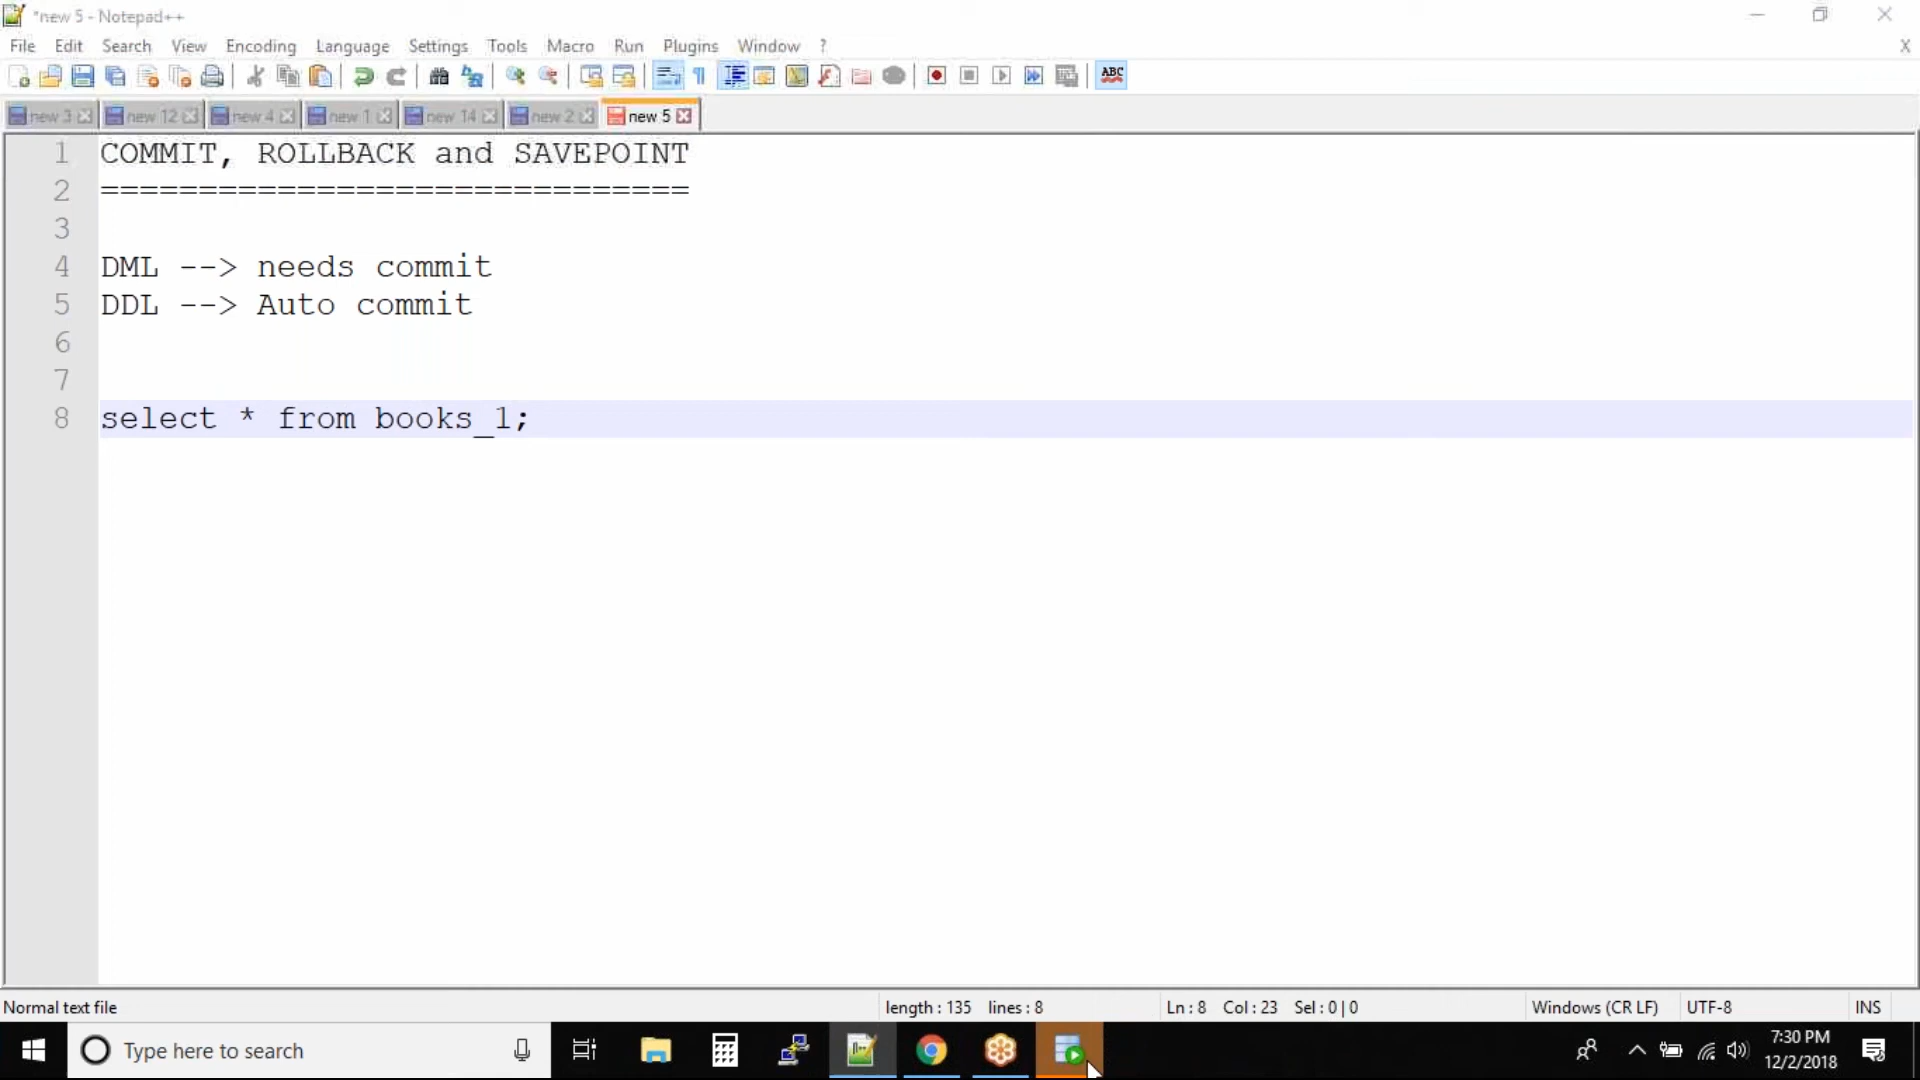 *new 5 - Notepad++
File Edit Search View Encoding Language Settings Tools Macro Run Plugins Window ? X
ABC
new 3 new 12 new 4 new 1 new 14 new 2 new 5
1 COMMIT, ROLLBACK and SAVEPOINT
2 ==============================
3
4 DML --> needs commit
5 DDL --> Auto commit
6
7
8 select * from books_1;
Normal text file length : 135 lines : 8 Ln : 8 Col : 23 Sel : 0 | 0 Windows (CR LF) UTF-8 INS
Type here to search 7:30 PM
12/2/2018